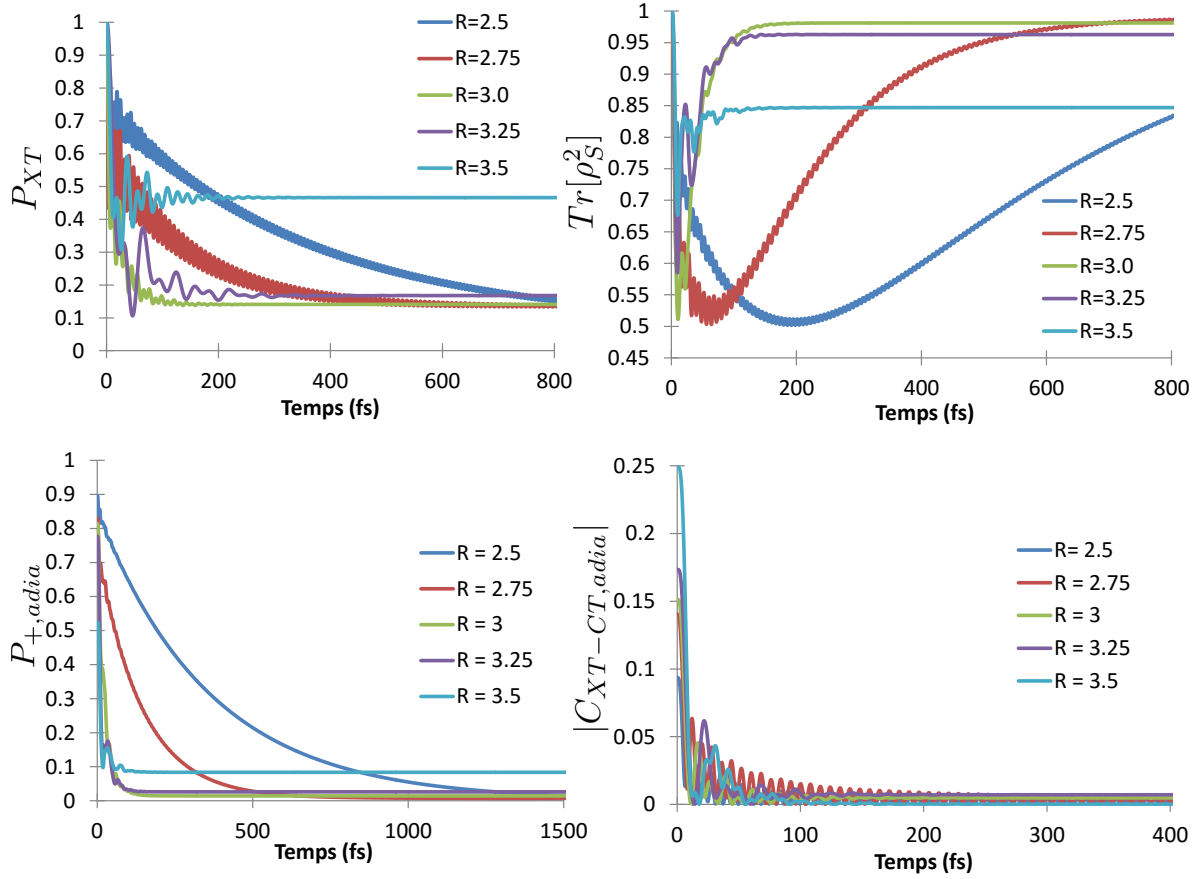 1
0.9
0.8
0.7
0.6
0.5
0.4
0.3
0.2
0.1
0
P_{XT}
R=2.5
R=2.75
R=3.0
R=3.25
R=3.5
0 200 400 600 800
Temps (fs)
1
0.95
0.9
0.85
0.8
0.75
0.7
0.65
0.6
0.55
0.5
0.45
Tr[ρ_S^2]
R=2.5
R=2.75
R=3.0
R=3.25
R=3.5
0 200 400 600 800
Temps (fs)
1
0.9
0.8
0.7
0.6
0.5
0.4
0.3
0.2
0.1
0
P_{+,adia}
R = 2.5
R = 2.75
R = 3
R = 3.25
R = 3.5
0 500 1000 1500
Temps (fs)
0.25
0.2
0.15
0.1
0.05
0
|C_{XT-CT,adia}|
R= 2.5
R = 2.75
R = 3
R = 3.25
R = 3.5
0 100 200 300 400
Temps (fs)